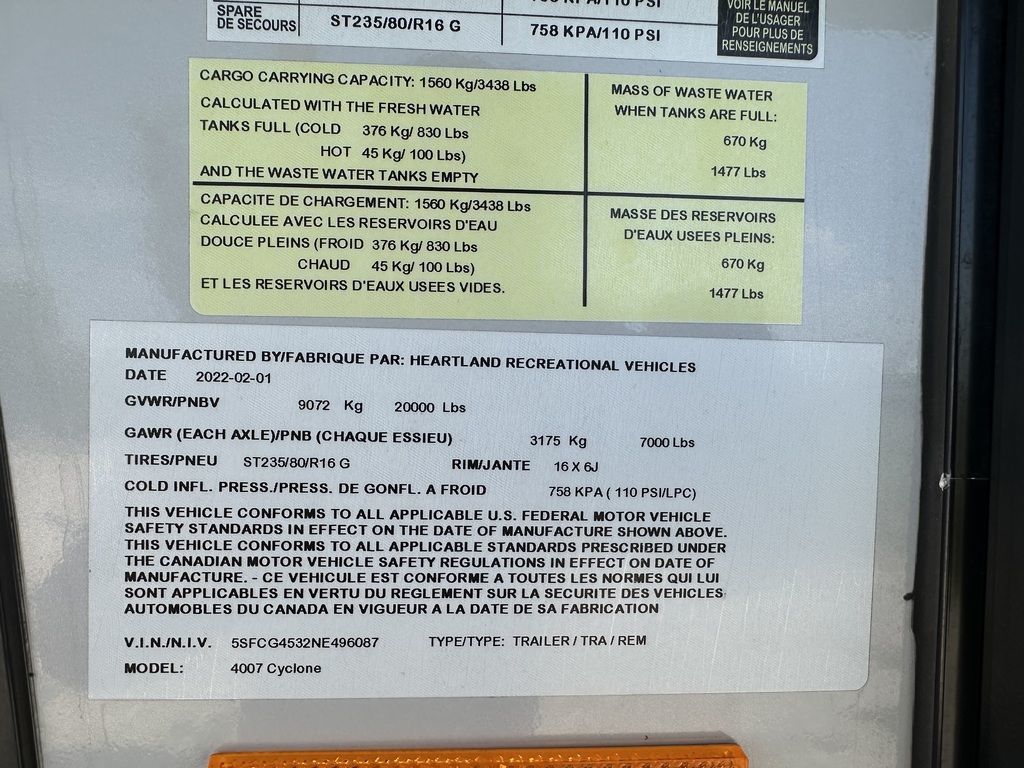 SPARE
DE SECOURS
ST235/80/R16 G
758 KPA/110 PSI
VOIR LE MANUEL
DE L'USAGER
POUR PLUS DE
RENSEIGNEMENTS
CARGO CARRYING CAPACITY: 1560 Kg/3438 Lbs
CALCULATED WITH THE FRESH WATER
TANKS FULL (COLD 376 Kg/ 830 Lbs
HOT 45 Kg/ 100 Lbs)
AND THE WASTE WATER TANKS EMPTY
MASS OF WASTE WATER
WHEN TANKS ARE FULL:
670 Kg
1477 Lbs
CAPACITE DE CHARGEMENT: 1560 Kg/3438 Lbs
CALCULEE AVEC LES RESERVOIRS D'EAU
DOUCE PLEINS (FROID 376 Kg/ 830 Lbs
CHAUD 45 Kg/ 100 Lbs)
ET LES RESERVOIRS D'EAUX USEES VIDES.
MASSE DES RESERVOIRS
D'EAUX USEES PLEINS:
670 Kg
1477 Lbs
MANUFACTURED BY/FABRIQUE PAR: HEARTLAND RECREATIONAL VEHICLES
DATE 2022-02-01
GVWR/PNBV 9072 Kg 20000 Lbs
GAWR (EACH AXLE)/PNB (CHAQUE ESSIEU) 3175 Kg 7000 Lbs
TIRES/PNEU ST235/80/R16 G RIM/JANTE 16 X 6J
COLD INFL. PRESS./PRESS. DE GONFL. A FROID 758 KPA ( 110 PSI/LPC)
THIS VEHICLE CONFORMS TO ALL APPLICABLE U.S. FEDERAL MOTOR VEHICLE
SAFETY STANDARDS IN EFFECT ON THE DATE OF MANUFACTURE SHOWN ABOVE.
THIS VEHICLE CONFORMS TO ALL APPLICABLE STANDARDS PRESCRIBED UNDER
THE CANADIAN MOTOR VEHICLE SAFETY REGULATIONS IN EFFECT ON DATE OF
MANUFACTURE. - CE VEHICULE EST CONFORME A TOUTES LES NORMES QUI LUI
SONT APPLICABLES EN VERTU DU REGLEMENT SUR LA SECURITE DES VEHICLES
AUTOMOBLES DU CANADA EN VIGUEUR A LA DATE DE SA FABRICATION
V.I.N./N.I.V. 5SFCG4532NE496087 TYPE/TYPE: TRAILER / TRA / REM
MODEL: 4007 Cyclone